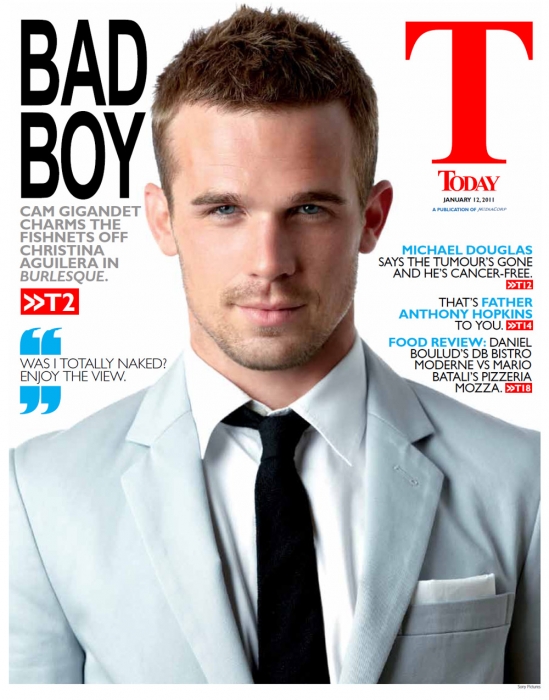 BAD
BOY
CAM GIGANDET
CHARMS THE
FISHNETS OFF
CHRISTINA
AGUILERA IN
BURLESQUE.
>>T2
“
WAS I TOTALLY NAKED?
ENJOY THE VIEW.
”
T
TODAY
JANUARY 12, 2011
A PUBLICATION OF MEDIACORP
MICHAEL DOUGLAS
SAYS THE TUMOUR'S GONE
AND HE'S CANCER-FREE.
>>T12
THAT'S FATHER
ANTHONY HOPKINS
TO YOU. >>T14
FOOD REVIEW: DANIEL
BOULUD'S DB BISTRO
MODERNE VS MARIO
BATALI'S PIZZERIA
MOZZA. >>T18
Sony Pictures